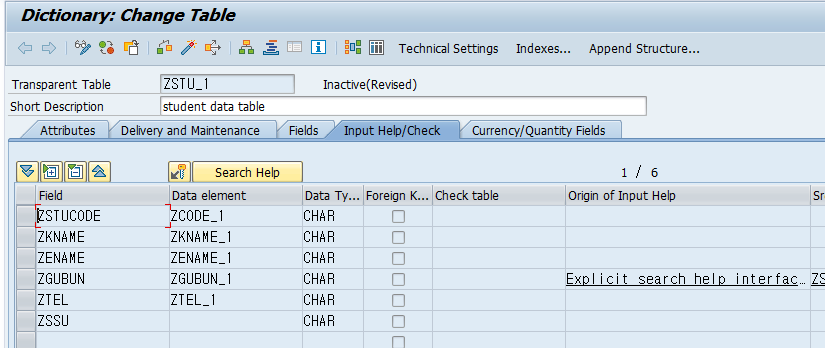 Dictionary: Change Table
Technical Settings Indexes... Append Structure...
Transparent Table ZSTU_1 Inactive(Revised)
Short Description student data table
Attributes Delivery and Maintenance Fields Input Help/Check Currency/Quantity Fields
Search Help 1 / 6
Field Data element Data Ty... Foreign K... Check table Origin of Input Help Sr
ZSTUCODE ZCODE_1 CHAR
ZKNAME ZKNAME_1 CHAR
ZENAME ZENAME_1 CHAR
ZGUBUN ZGUBUN_1 CHAR Explicit search help interfac... ZS
ZTEL ZTEL_1 CHAR
ZSSU CHAR